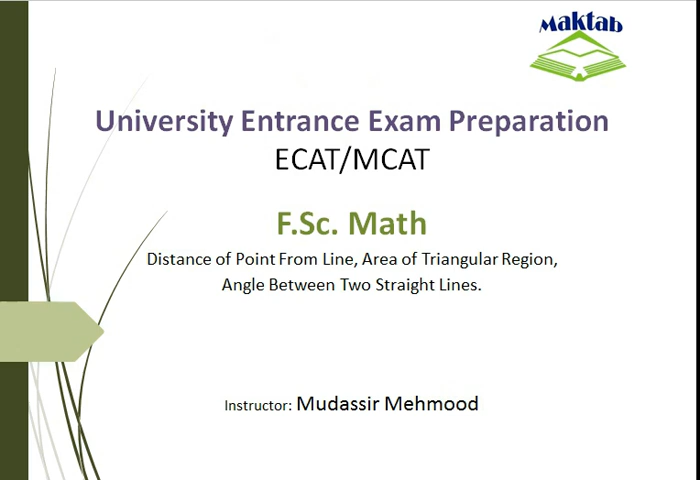 Maktab
University Entrance Exam Preparation
ECAT/MCAT
F.Sc. Math
Distance of Point From Line, Area of Triangular Region,
Angle Between Two Straight Lines.
Instructor: Mudassir Mehmood